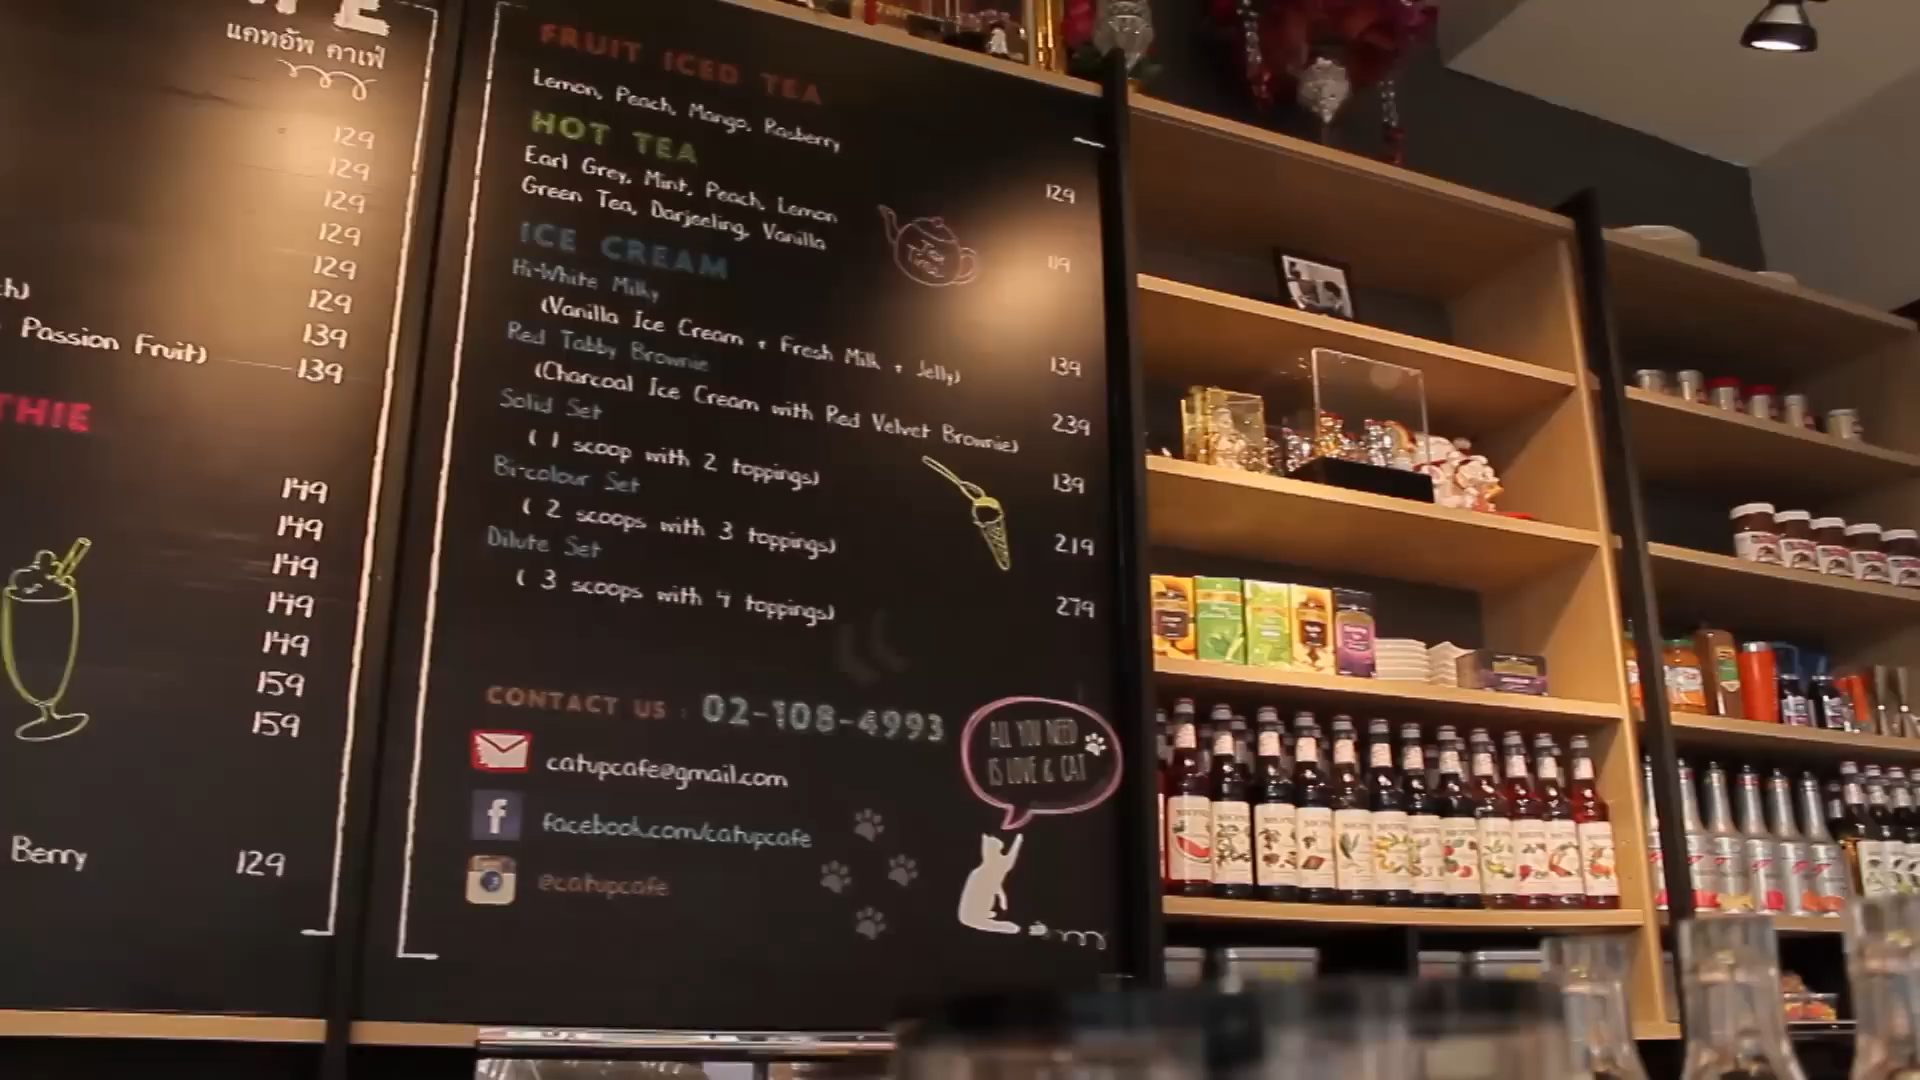 แคทอัพ คาเฟ่
129
129
129
129
129
129
139
Passion Fruit) 139
THIE
149
149
149
149
149
159
159
Berry 129
FRUIT ICED TEA
Lemon, Peach, Mango, Rasberry 129
HOT TEA
Earl Grey, Mint, Peach, Lemon
Green Tea, Darjeeling, Vanilla 119
ICE CREAM
Hi-White Milky
(Vanilla Ice Cream + Fresh Milk + Jelly) 139
Red Tabby Brownie
(Charcoal Ice Cream with Red Velvet Brownie) 239
Solid Set
( 1 scoop with 2 toppings) 139
Bi-colour Set
( 2 scoops with 3 toppings) 219
Dilute Set
( 3 scoops with 4 toppings) 279
CONTACT US : 02-108-4993
catupcafe@gmail.com
facebook.com/catupcafe
@catupcafe
ALL YOU NEED
IS LOVE & CAT